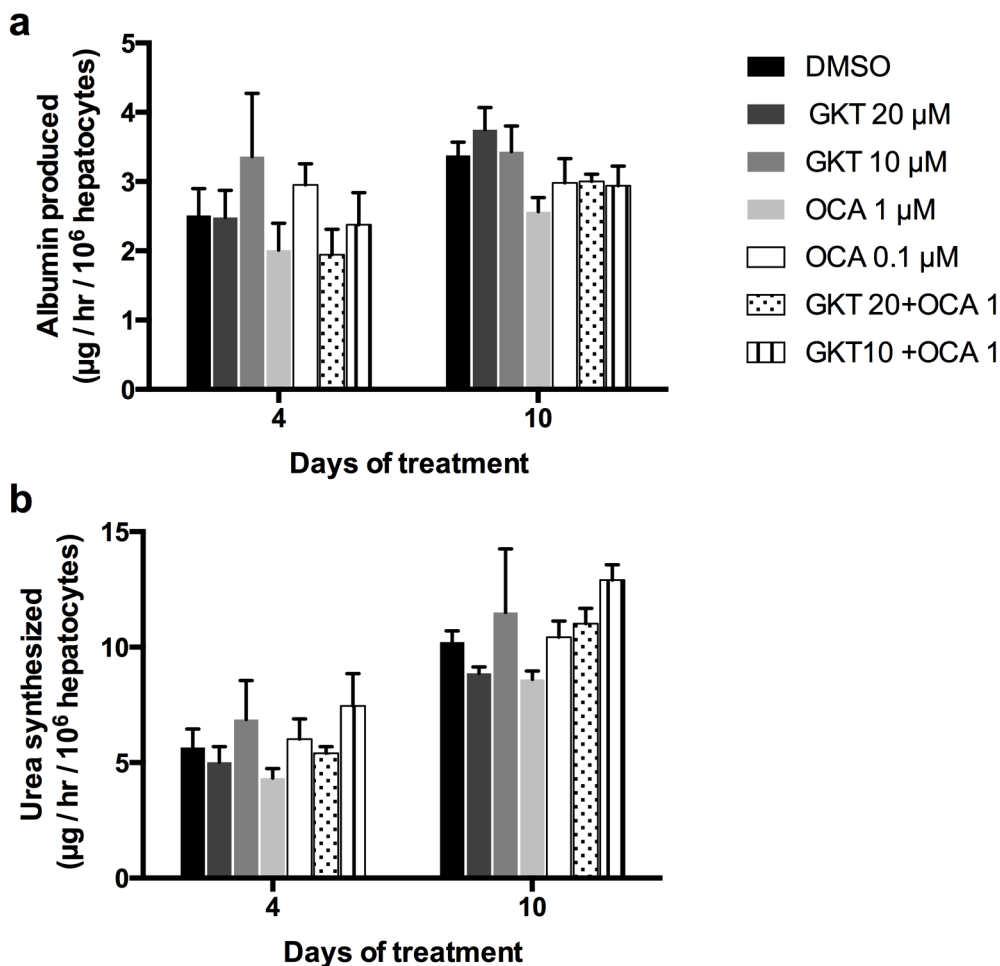 a
5
4
3
2
1
0
Albumin produced
(µg / hr / 10⁶ hepatocytes)
4
10
Days of treatment
DMSO
GKT 20 µM
GKT 10 µM
OCA 1 µM
OCA 0.1 µM
GKT 20+OCA 1
GKT10 +OCA 1
b
15
10
5
0
Urea synthesized
(µg / hr / 10⁶ hepatocytes)
4
10
Days of treatment